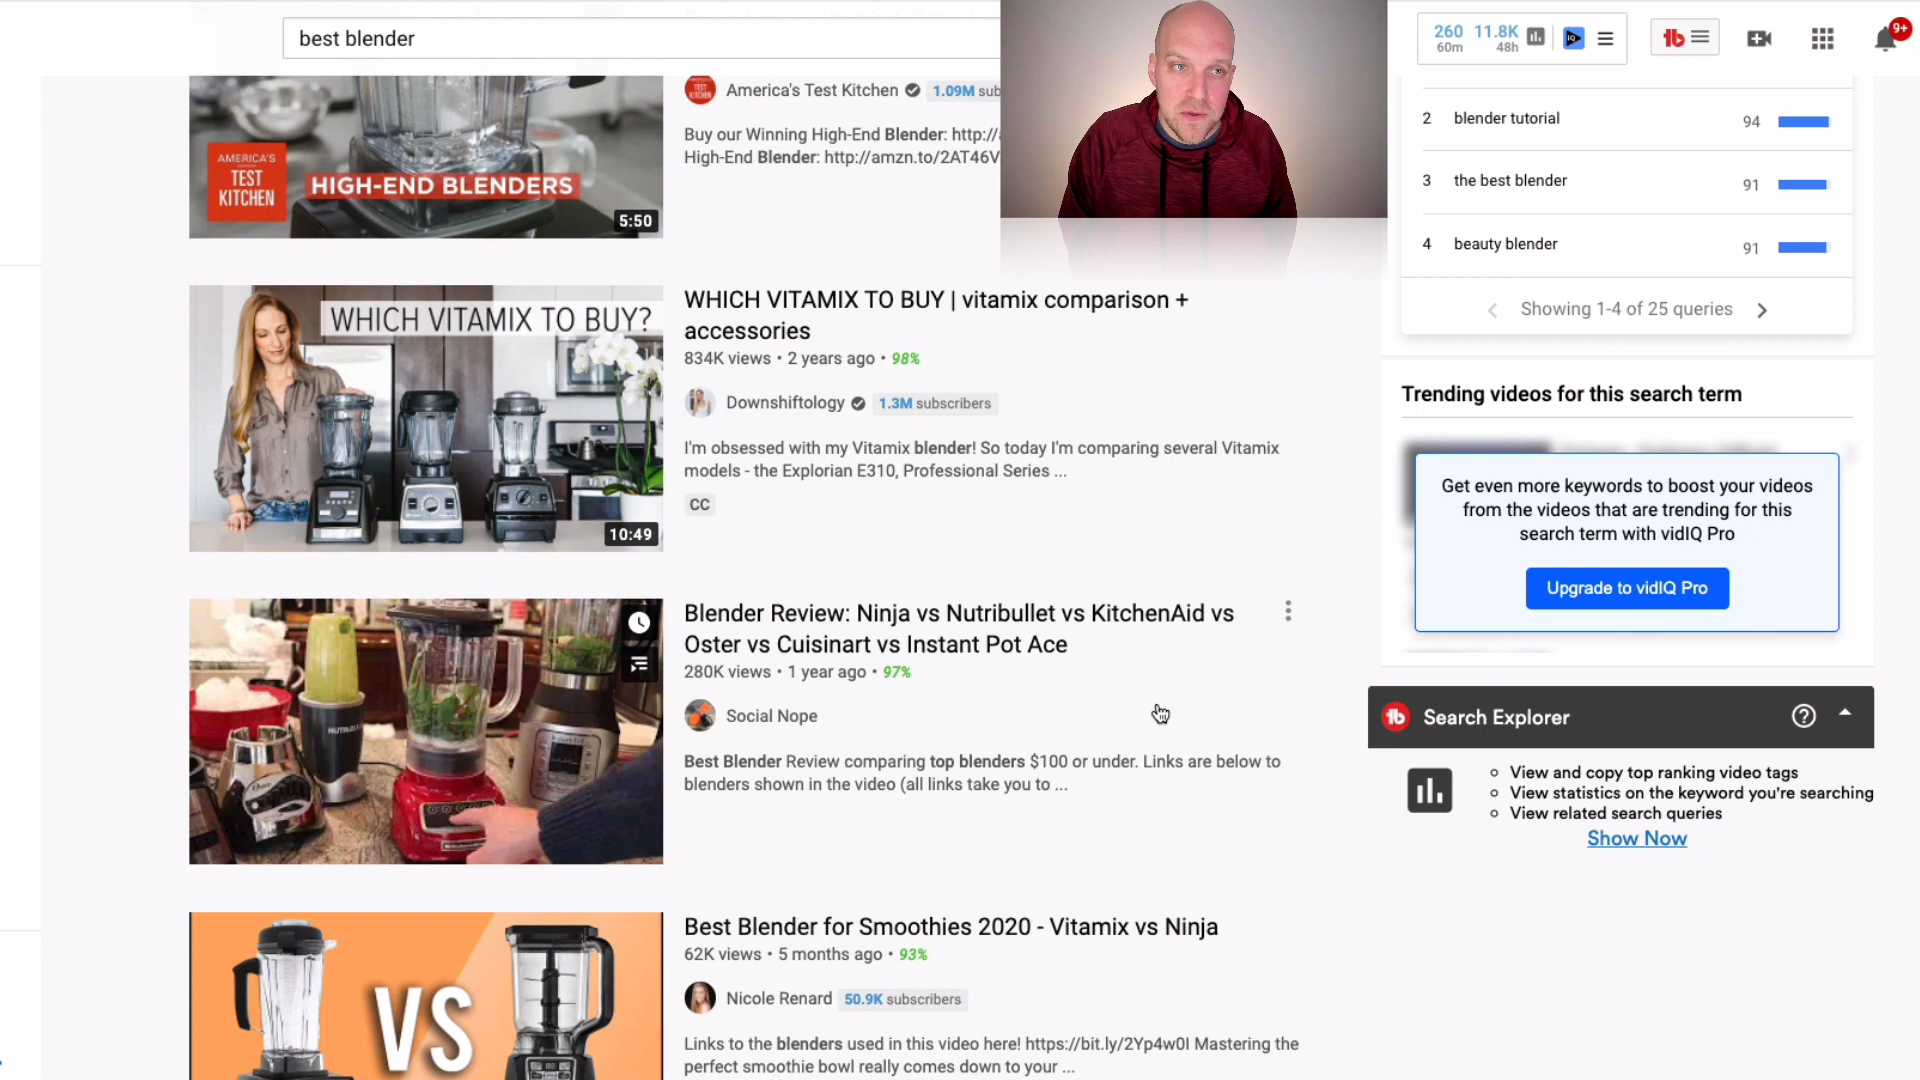 best blender
260 11.8K
60m 48h
IQ
9+
America's Test Kitchen 1.09M sub
Buy our Winning High-End Blender: http://
High-End Blender: http://amzn.to/2AT46V
AMERICA'S
TEST
KITCHEN
HIGH-END BLENDERS
5:50
2 blender tutorial 94
3 the best blender 91
4 beauty blender 91
Showing 1-4 of 25 queries
WHICH VITAMIX TO BUY?
10:49
WHICH VITAMIX TO BUY | vitamix comparison +
accessories
834K views • 2 years ago • 98%
Downshiftology 1.3M subscribers
I'm obsessed with my Vitamix blender! So today I'm comparing several Vitamix
models - the Explorian E310, Professional Series ...
CC
Trending videos for this search term
Get even more keywords to boost your videos
from the videos that are trending for this
search term with vidIQ Pro
Upgrade to vidIQ Pro
Blender Review: Ninja vs Nutribullet vs KitchenAid vs
Oster vs Cuisinart vs Instant Pot Ace
280K views • 1 year ago • 97%
Social Nope
Best Blender Review comparing top blenders $100 or under. Links are below to
blenders shown in the video (all links take you to ...
Search Explorer
View and copy top ranking video tags
View statistics on the keyword you're searching
View related search queries
Show Now
VS
Best Blender for Smoothies 2020 - Vitamix vs Ninja
62K views • 5 months ago • 93%
Nicole Renard 50.9K subscribers
Links to the blenders used in this video here! https://bit.ly/2Yp4w0I Mastering the
perfect smoothie bowl really comes down to your ...